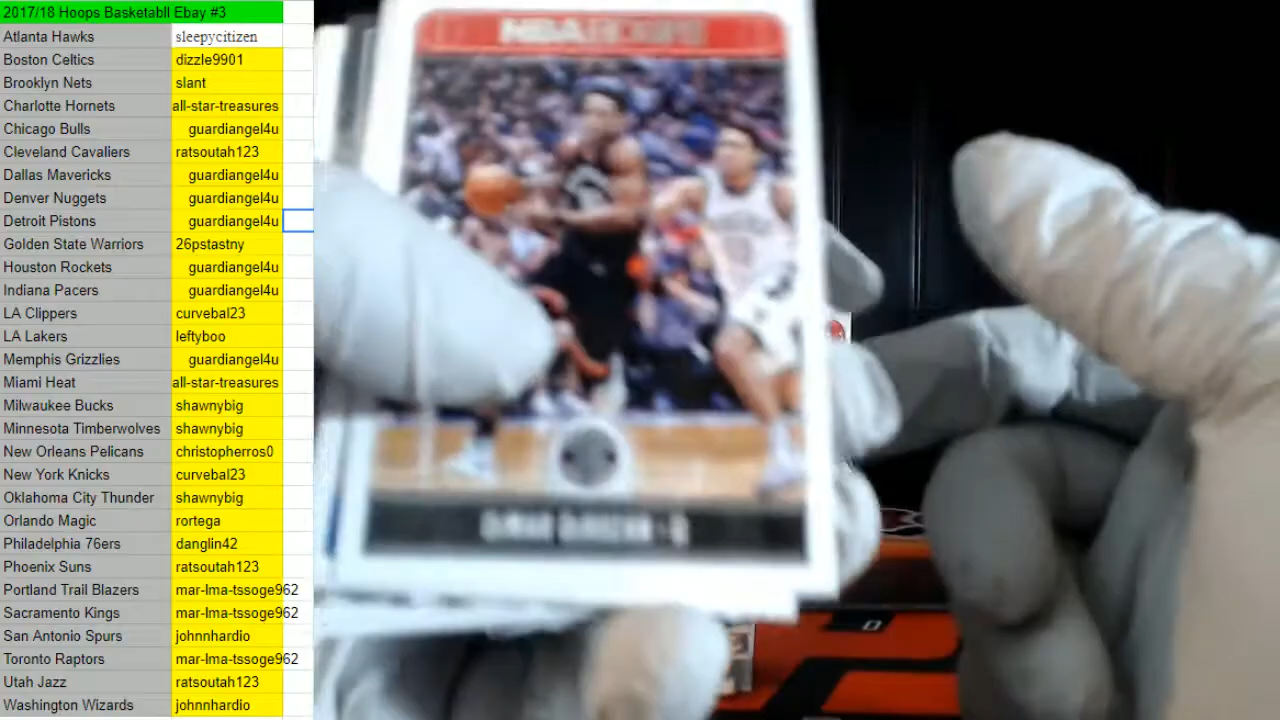 2017/18 Hoops Basketabll Ebay #3
Atlanta Hawks sleepycitizen
Boston Celtics dizzle9901
Brooklyn Nets slant
Charlotte Hornets all-star-treasures
Chicago Bulls guardiangel4u
Cleveland Cavaliers ratsoutah123
Dallas Mavericks guardiangel4u
Denver Nuggets guardiangel4u
Detroit Pistons guardiangel4u
Golden State Warriors 26pstastny
Houston Rockets guardiangel4u
Indiana Pacers guardiangel4u
LA Clippers curvebal23
LA Lakers leftyboo
Memphis Grizzlies guardiangel4u
Miami Heat all-star-treasures
Milwaukee Bucks shawnybig
Minnesota Timberwolves shawnybig
New Orleans Pelicans christopherros0
New York Knicks curvebal23
Oklahoma City Thunder shawnybig
Orlando Magic rortega
Philadelphia 76ers danglin42
Phoenix Suns ratsoutah123
Portland Trail Blazers mar-lma-tssoge962
Sacramento Kings mar-lma-tssoge962
San Antonio Spurs johnnhardio
Toronto Raptors mar-lma-tssoge962
Utah Jazz ratsoutah123
Washington Wizards johnnhardio
NBA HOOPS